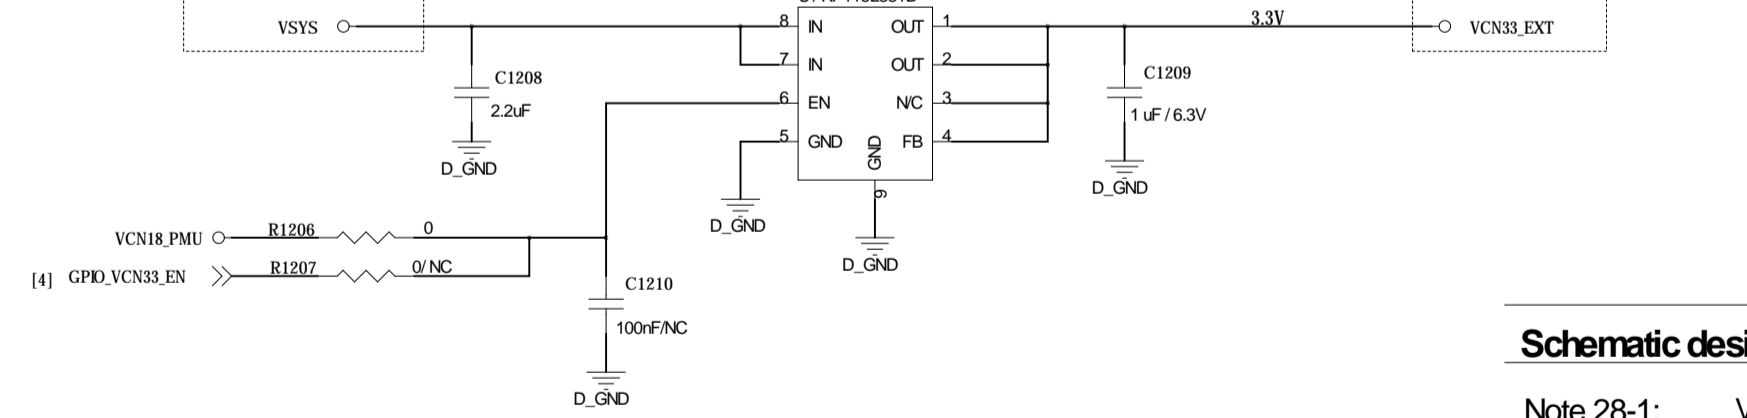 VSYS
8 IN OUT 1 3.3V VCN33_EXT
7 IN OUT 2
C1208
2.2uF
D_GND
C1209
1 uF / 6.3V
D_GND
6 EN N/C 3
5 GND GND FB 4
9
D_GND
D_GND
VCN18_PMU R1206 0
[4] GPIO_VCN33_EN R1207 0/NC
C1210
100nF/NC
D_GND
Schematic desi
Note 28-1: